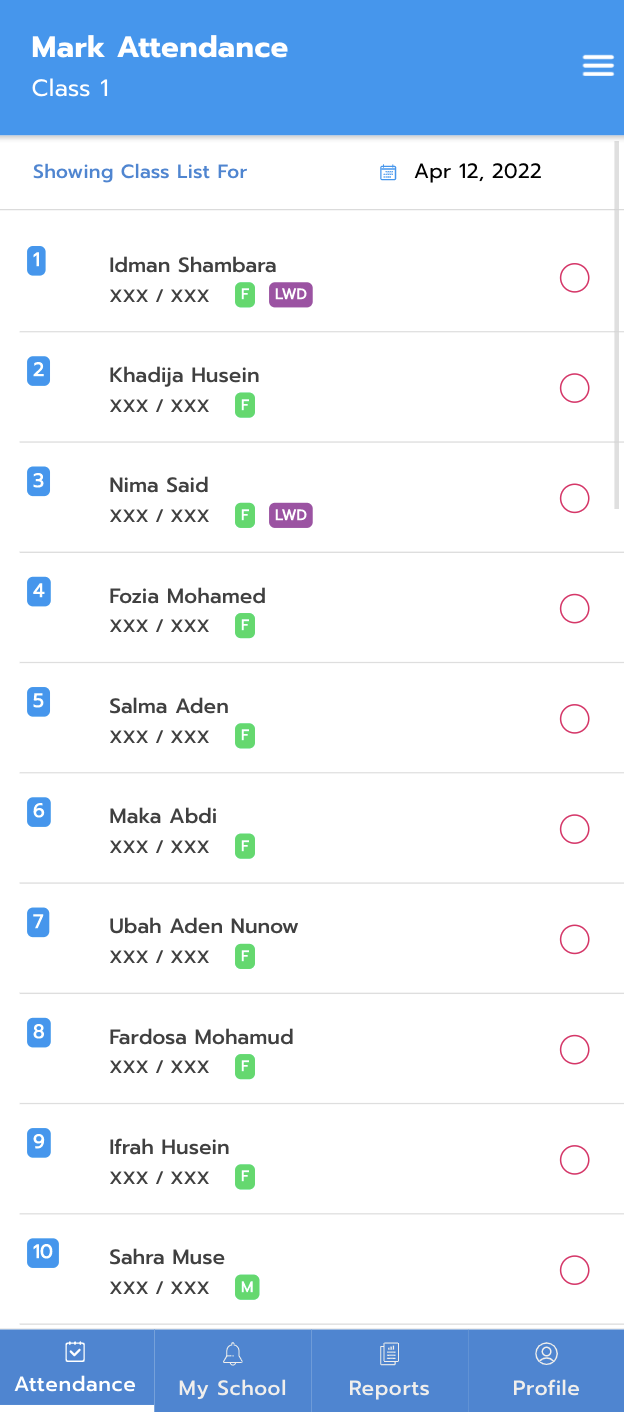 Mark Attendance
Class 1
Showing Class List For Apr 12, 2022
1 Idman Shambara
XXX / XXX F LWD
2 Khadija Husein
XXX / XXX F
3 Nima Said
XXX / XXX F LWD
4 Fozia Mohamed
XXX / XXX F
5 Salma Aden
XXX / XXX F
6 Maka Abdi
XXX / XXX F
7 Ubah Aden Nunow
XXX / XXX F
8 Fardosa Mohamud
XXX / XXX F
9 Ifrah Husein
XXX / XXX F
10 Sahra Muse
XXX / XXX M
Attendance My School Reports Profile